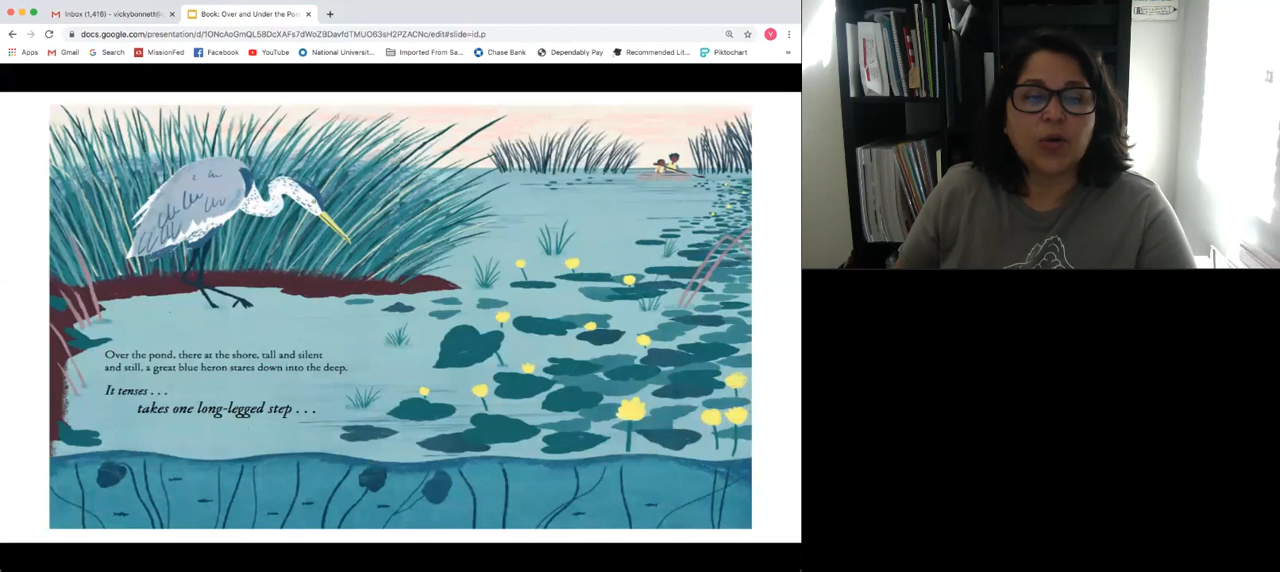 Inbox (1,416) - vickybonnett@c
Book: Over and Under the Pon
docs.google.com/presentation/d/1ONcAoGmQL58DcXAFs7dWoZBDavfdTMUO63sH2PZACNc/edit#slide=id.p
V
Apps Gmail Search MissionFed Facebook YouTube National Universit... Imported From Sa... Chase Bank Dependably Pay Recommended Lit... Piktochart »
Over the pond, there at the shore, tall and silent
and still, a great blue heron stares down into the deep.
It tenses . . .
takes one long-legged step . . .